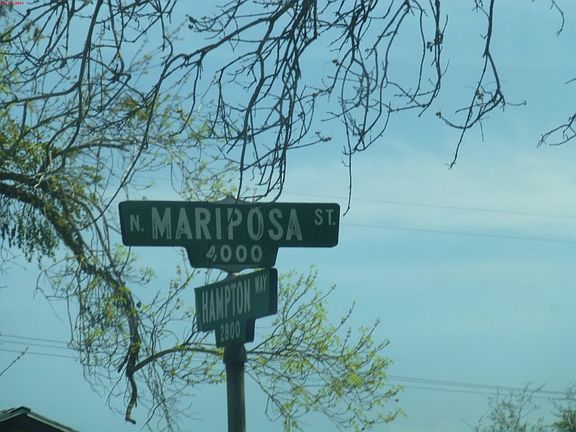 N. MARIPOSA ST.
4000
HAMPTON WAY
2800